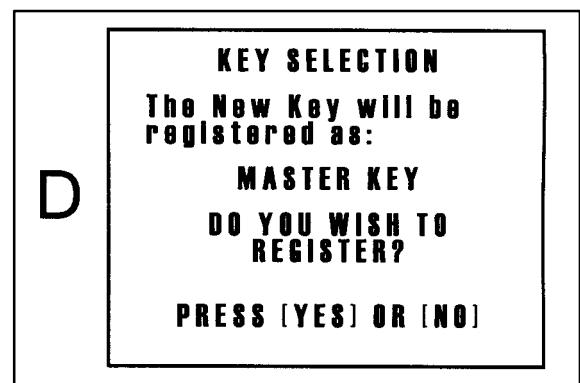 D
KEY SELECTION
The New Key will be
registered as:
MASTER KEY
DO YOU WISH TO
REGISTER?
PRESS [YES] OR [NO]